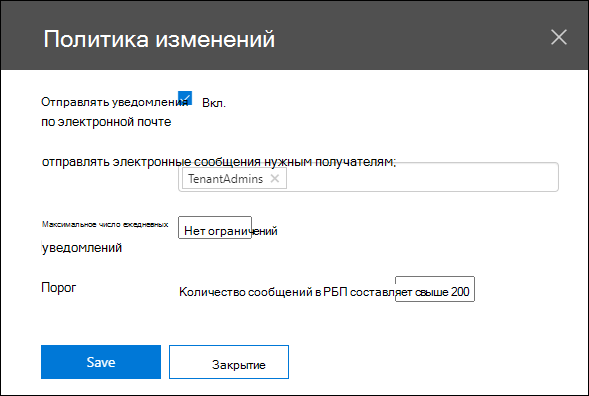 Политика изменений
Отправлять уведомления Вкл.
по электронной почте
отправлять электронные сообщения нужным получателям;
TenantAdmins
Максимальное число ежедневных
Нет ограничений
уведомлений
Порог
Количество сообщений в РБП составляет свыше 200
Save Закрытие